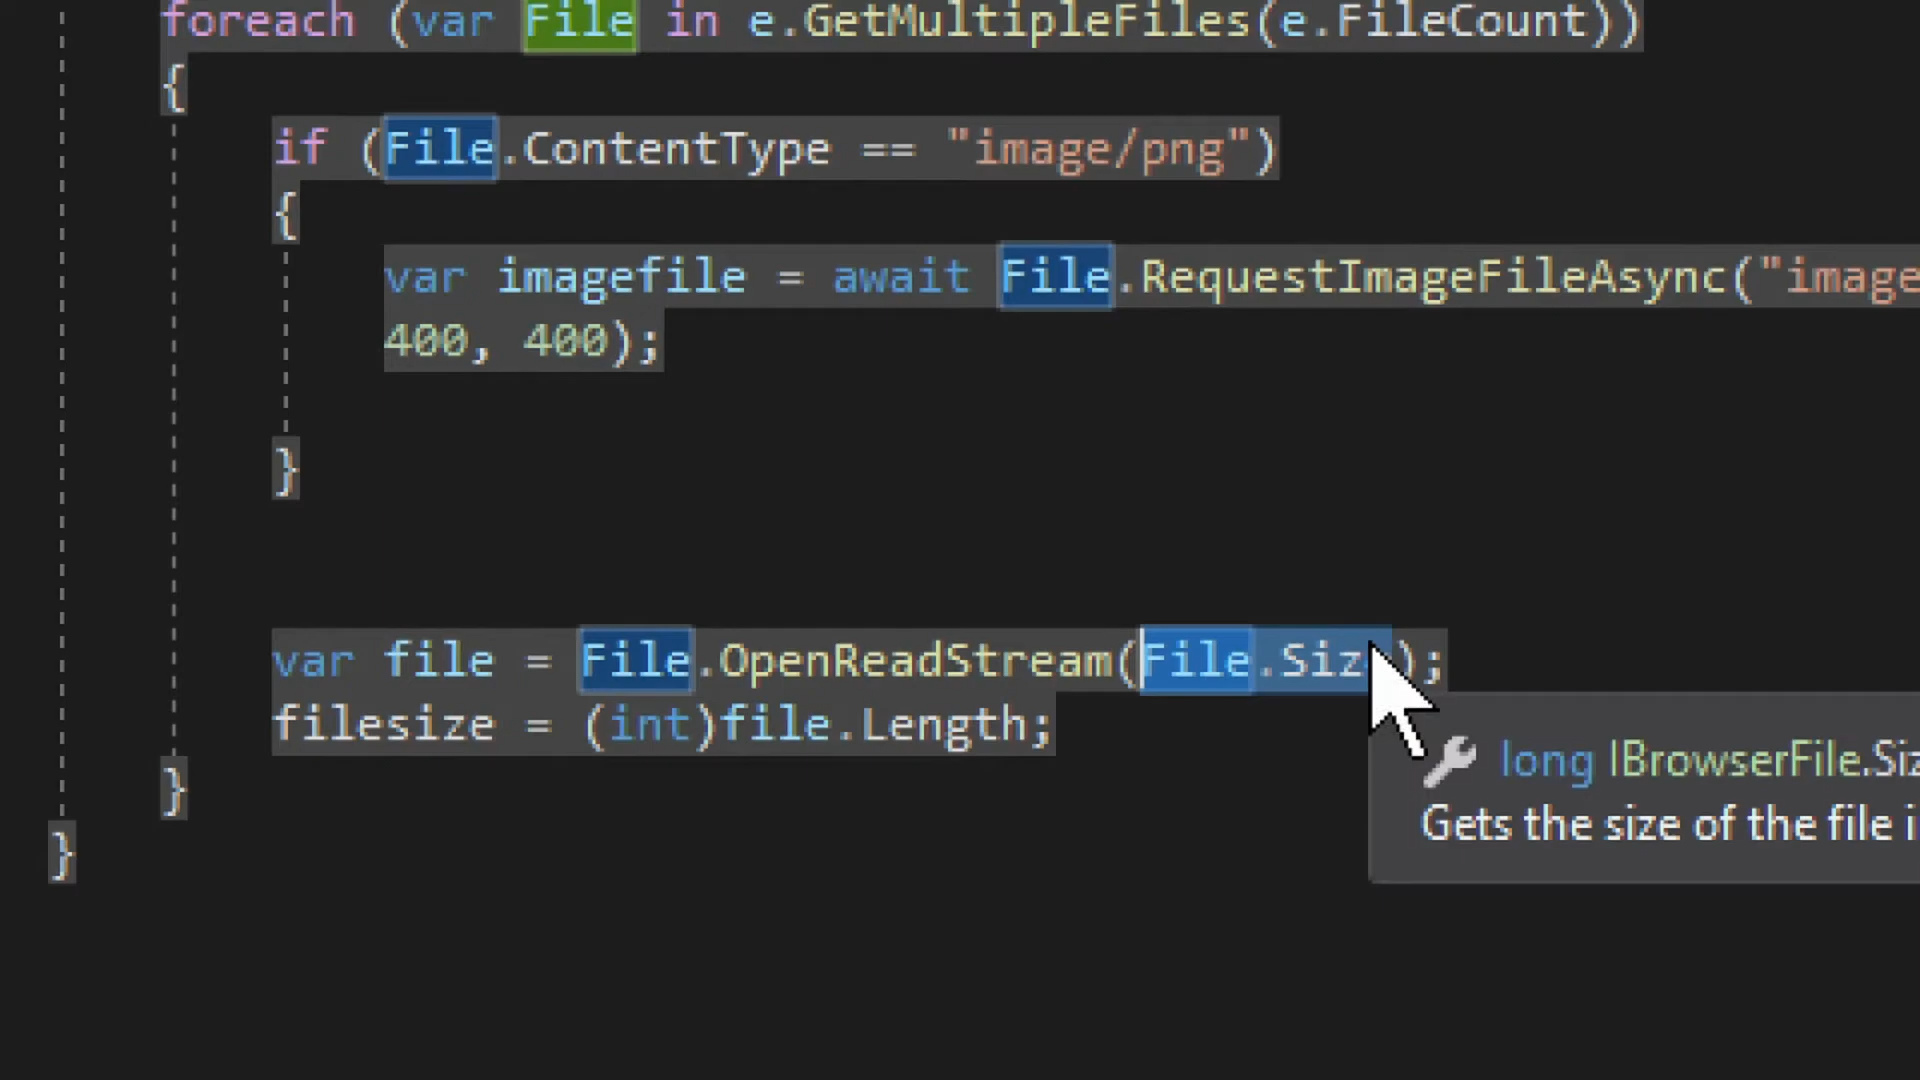 foreach (var File in e.GetMultipleFiles(e.FileCount))
{
if (File.ContentType == "image/png")
{
var imagefile = await File.RequestImageFileAsync("image
400, 400);
}
var file = File.OpenReadStream(File.Size);
filesize = (int)file.Length;
long IBrowserFile.Siz
}
Gets the size of the file i
}